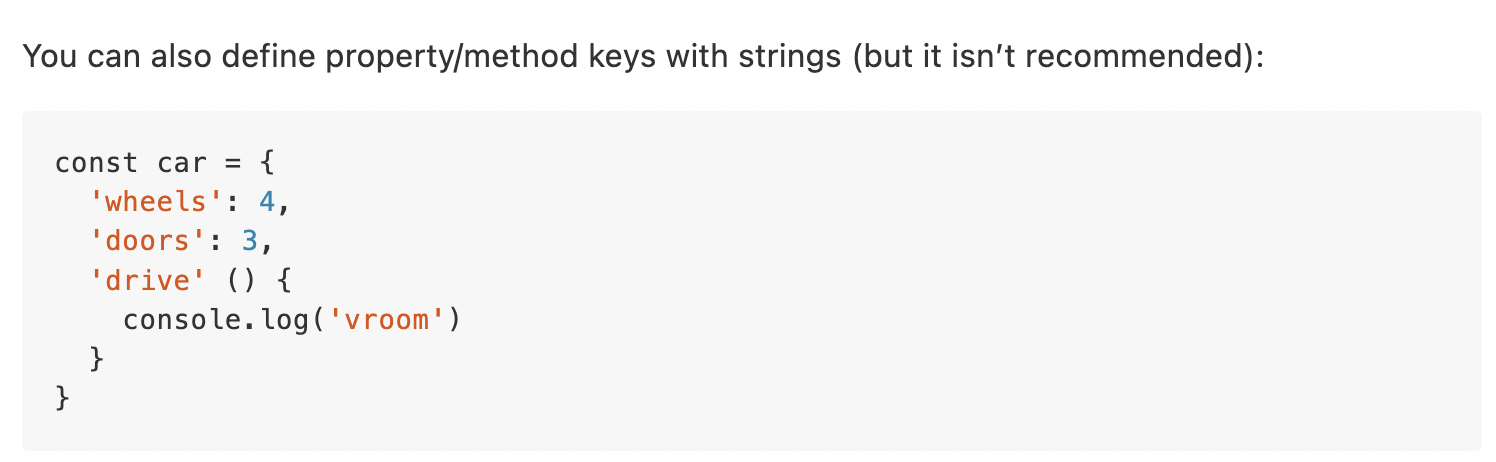 You can also define property/method keys with strings (but it isn’t recommended):
const car = {
  'wheels': 4,
  'doors': 3,
  'drive' () {
    console.log('vroom')
  }
}